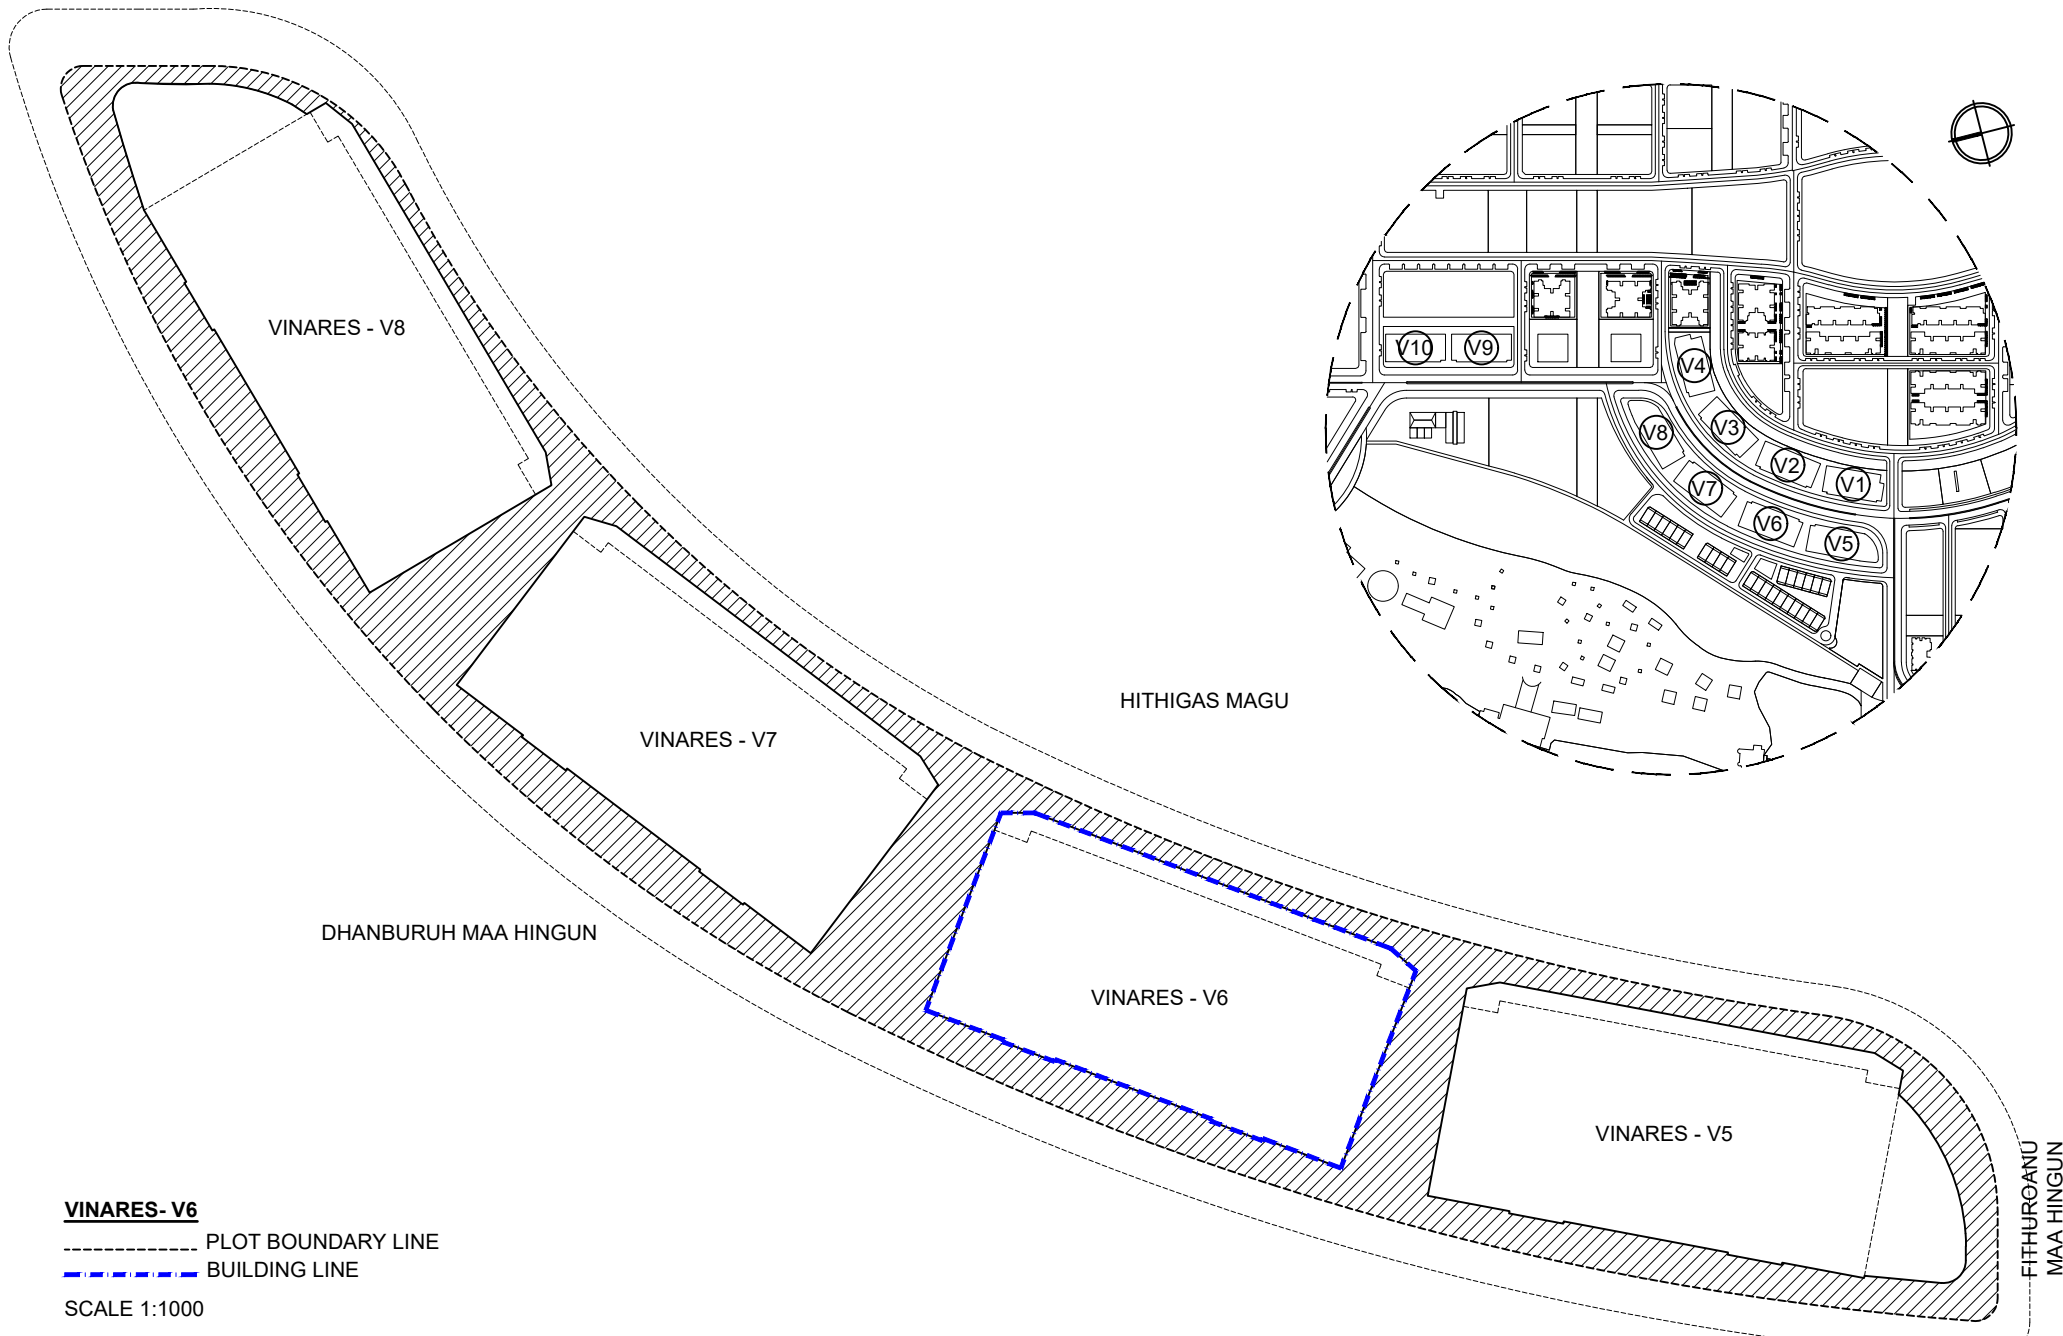 VINARES - V8
VINARES - V7
HITHIGAS MAGU
DHANBURUH MAA HINGUN
VINARES - V6
VINARES - V5
FITHUROANU
MAA HINGUN
V10
V9
V4
V3
V8
V2
V1
V7
V6
V5
VINARES- V6
PLOT BOUNDARY LINE
BUILDING LINE
SCALE 1:1000